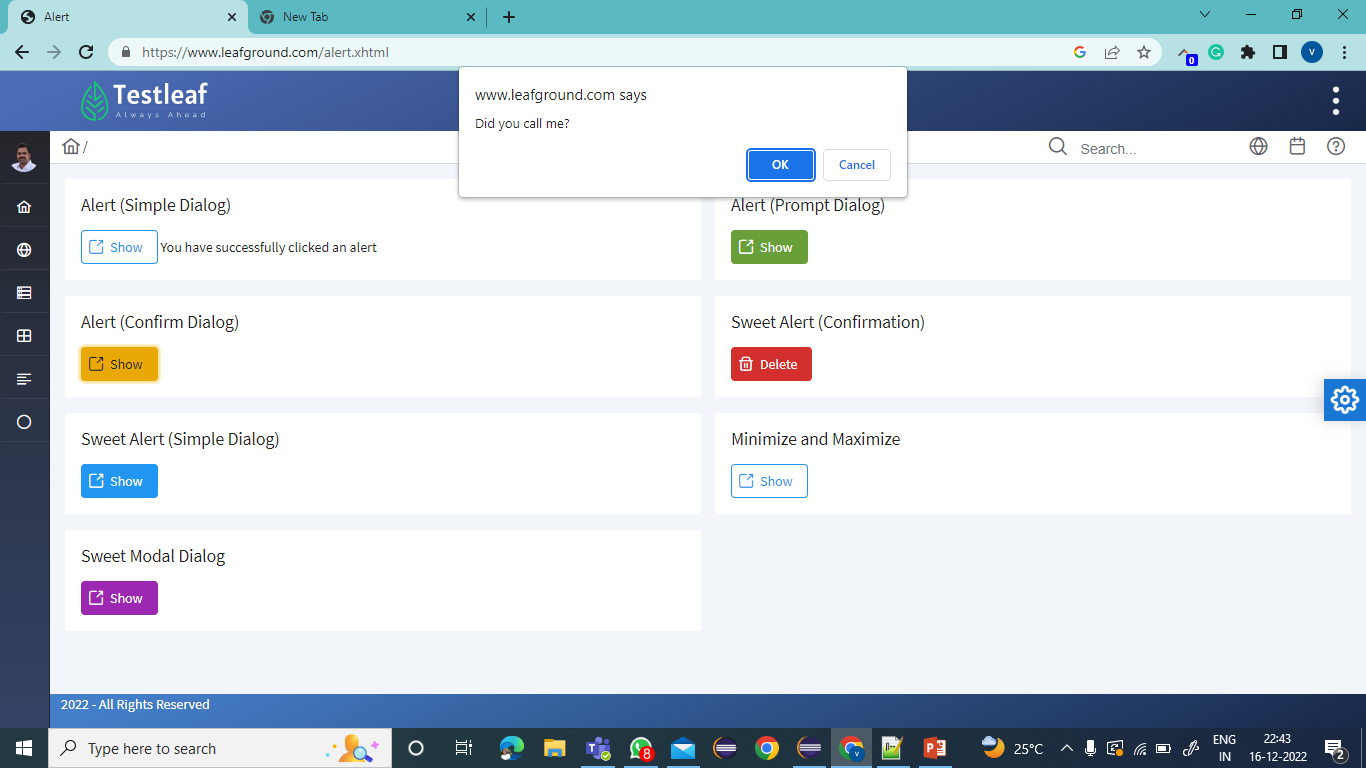 Alert
New Tab
https://www.leafground.com/alert.xhtml
0
V
Testleaf
Always Ahead
www.leafground.com says
Did you call me?
OK
Cancel
/
Search...
Alert (Simple Dialog)
Show
You have successfully clicked an alert
Alert (Prompt Dialog)
Show
Alert (Confirm Dialog)
Show
Sweet Alert (Confirmation)
Delete
Sweet Alert (Simple Dialog)
Show
Minimize and Maximize
Show
Sweet Modal Dialog
Show
2022 - All Rights Reserved
Type here to search
8
V
25°C
ENG
IN
22:43
16-12-2022
2